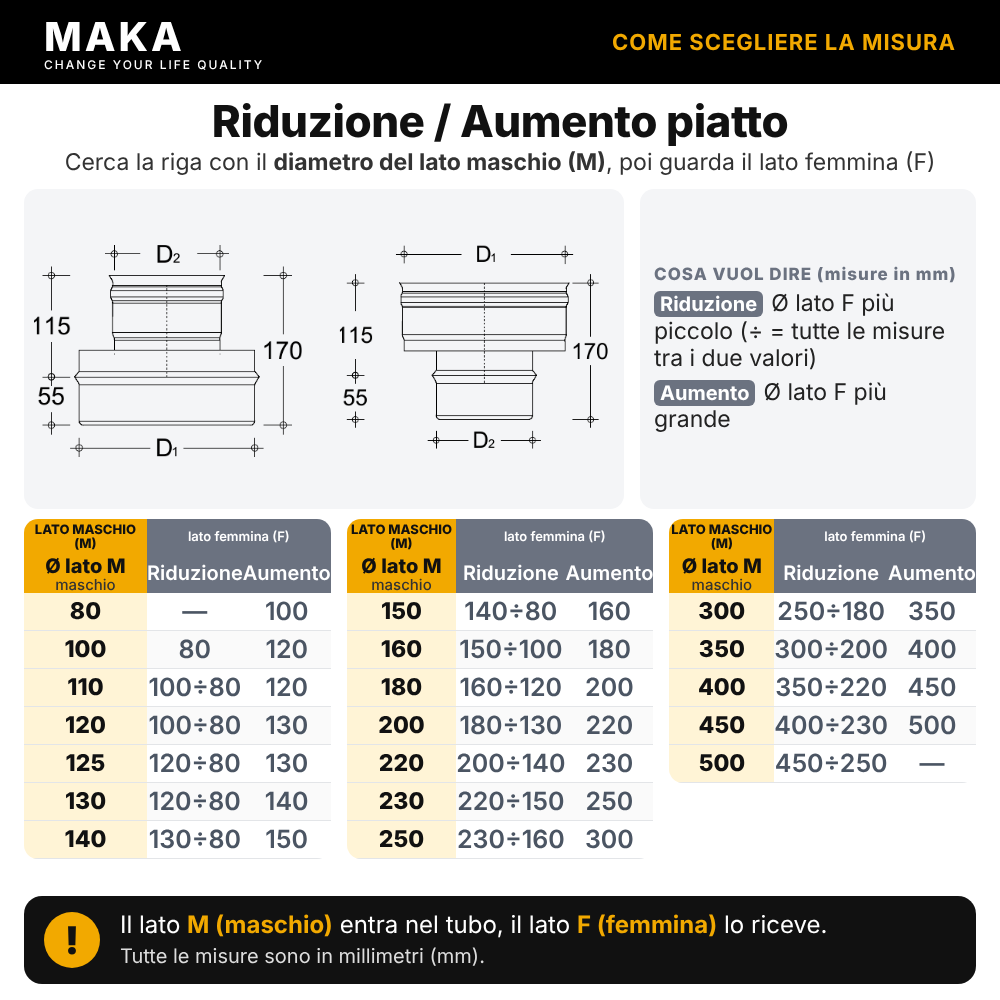 MAKA
CHANGE YOUR LIFE QUALITY
COME SCEGLIERE LA MISURA
Riduzione / Aumento piatto
Cerca la riga con il diametro del lato maschio (M), poi guarda il lato femmina (F)
D2
115
55
170
D1
D1
115
55
170
D2
COSA VUOL DIRE (misure in mm)
Riduzione Ø lato F più
piccolo (÷ = tutte le misure
tra i due valori)
Aumento Ø lato F più
grande
LATO MASCHIO
(M)
lato femmina (F)
Ø lato M
maschio
Riduzione Aumento
80 — 100
100 80 120
110 100÷80 120
120 100÷80 130
125 120÷80 130
130 120÷80 140
140 130÷80 150
LATO MASCHIO
(M)
lato femmina (F)
Ø lato M
maschio
Riduzione Aumento
150 140÷80 160
160 150÷100 180
180 160÷120 200
200 180÷130 220
220 200÷140 230
230 220÷150 250
250 230÷160 300
LATO MASCHIO
(M)
lato femmina (F)
Ø lato M
maschio
Riduzione Aumento
300 250÷180 350
350 300÷200 400
400 350÷220 450
450 400÷230 500
500 450÷250 —
!
Il lato M (maschio) entra nel tubo, il lato F (femmina) lo riceve.
Tutte le misure sono in millimetri (mm).